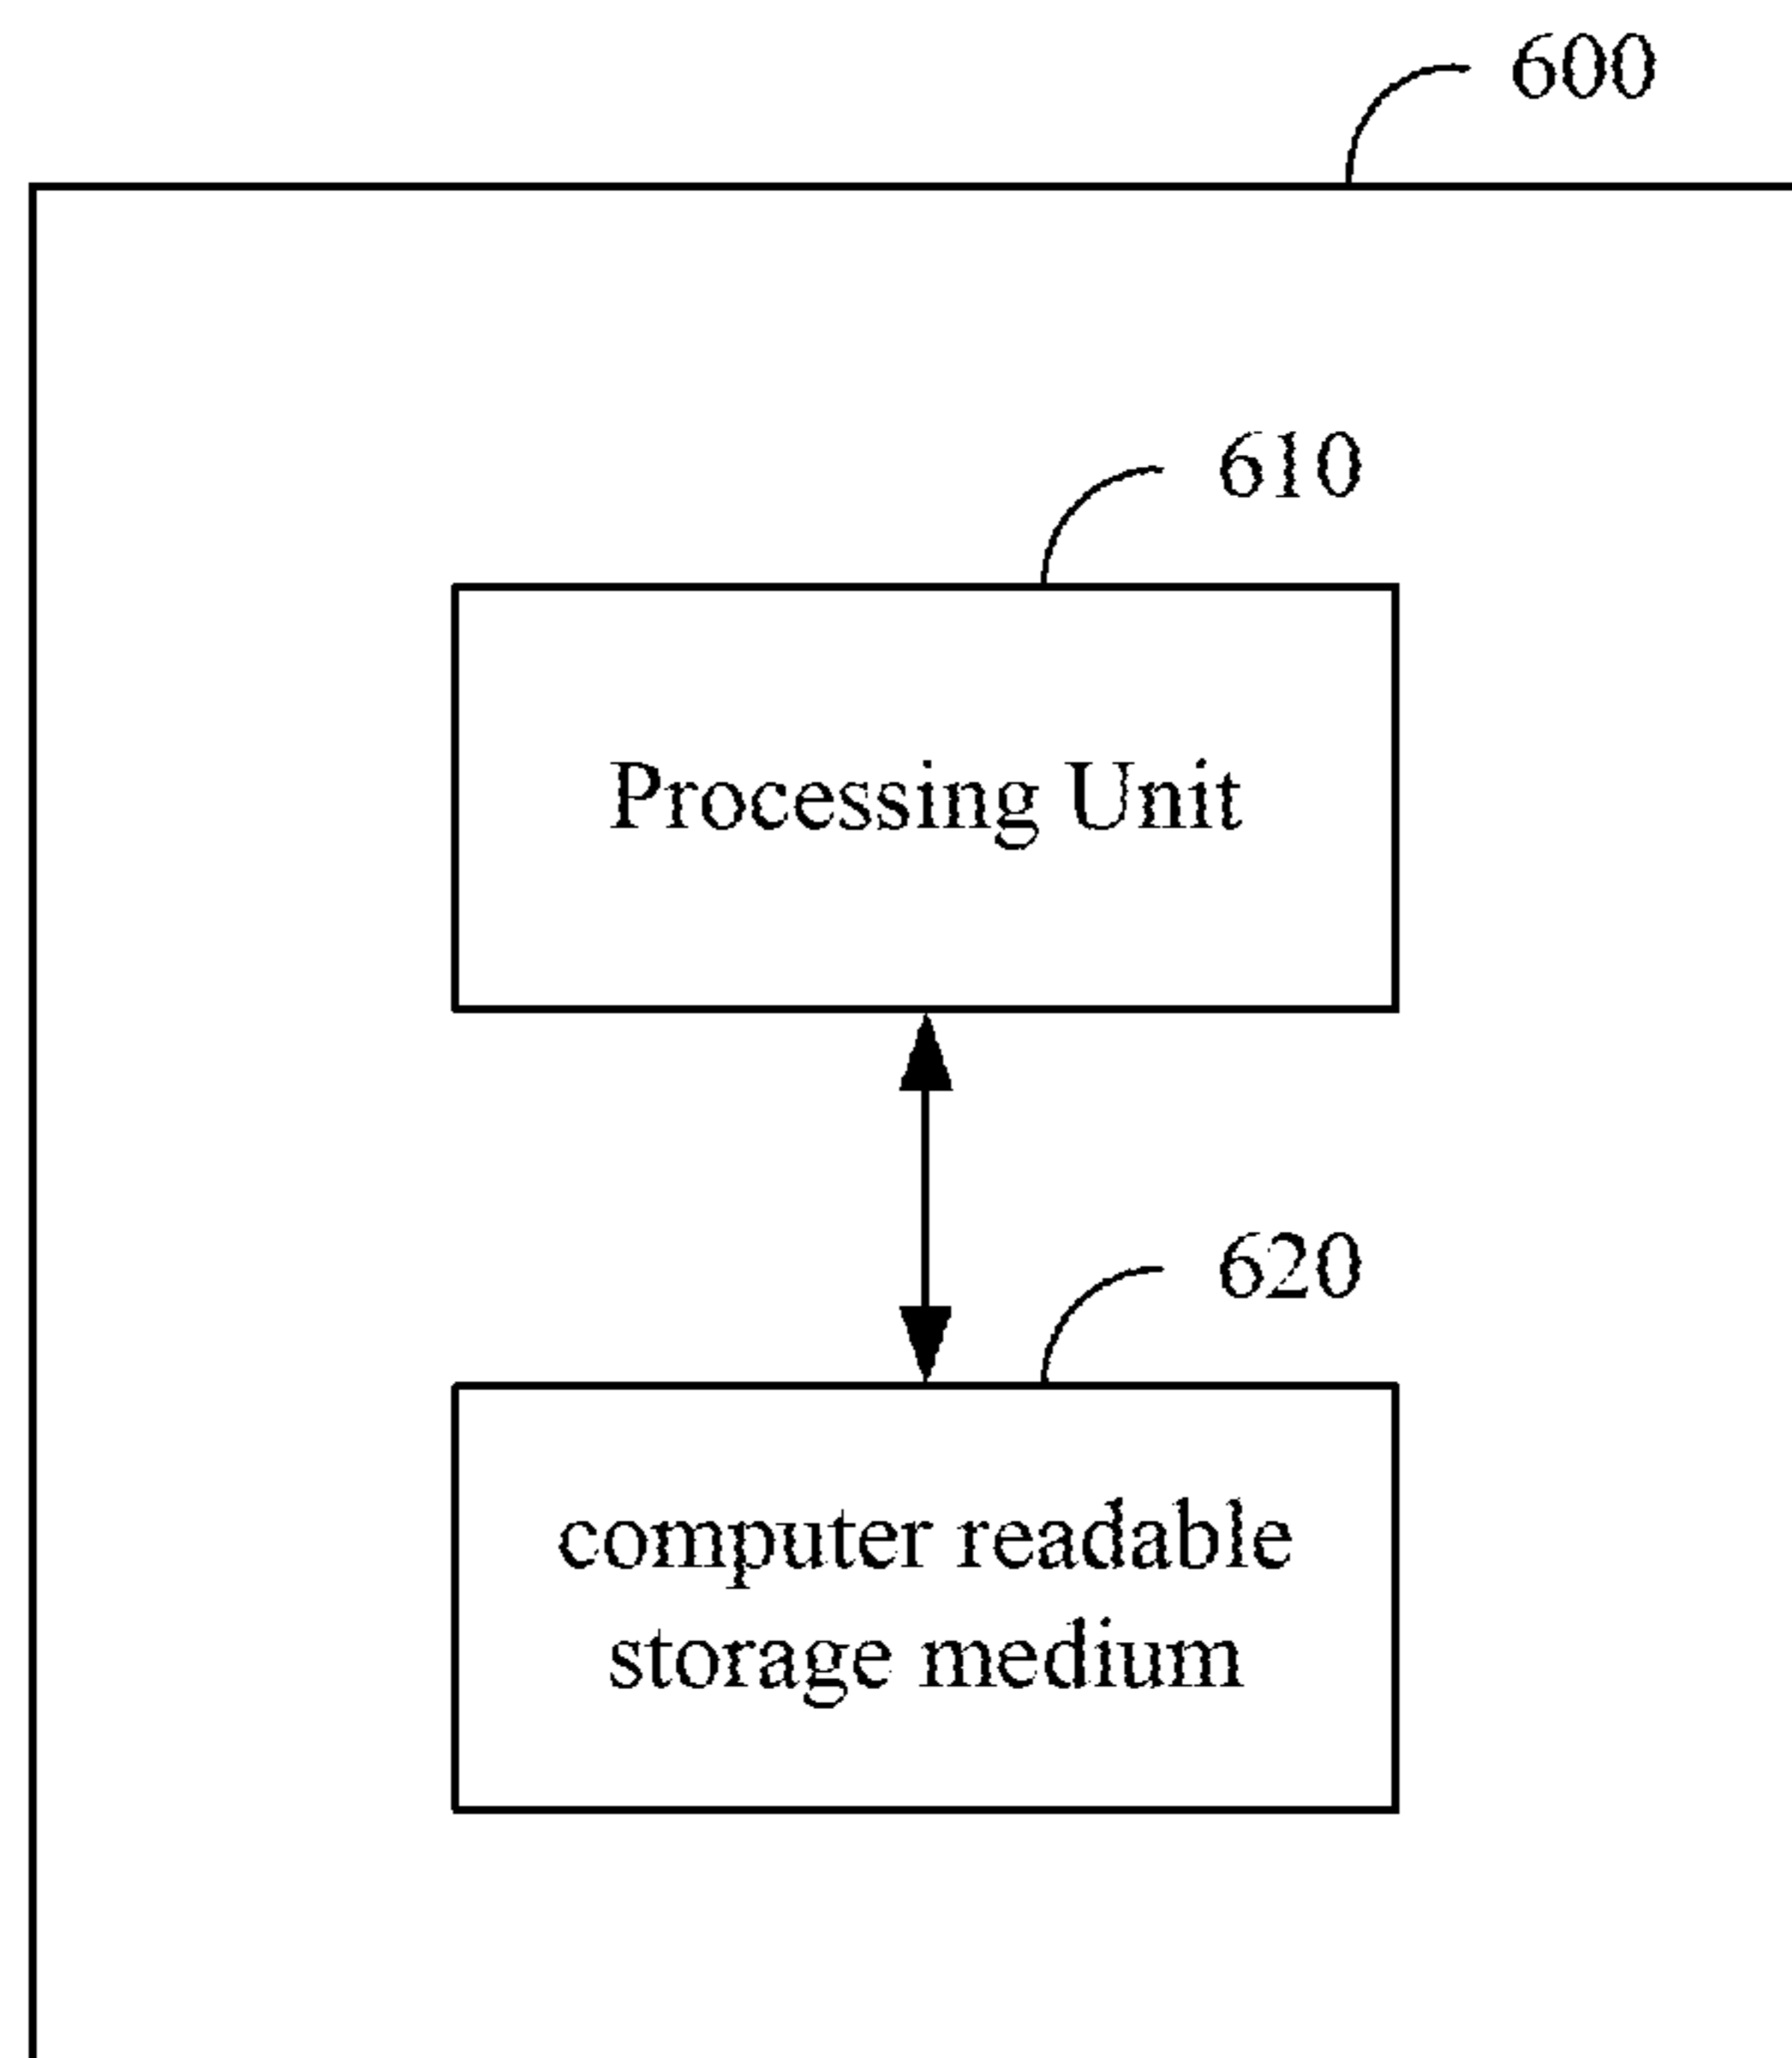 600
610
Processing Unit
620
computer readable
storage medium